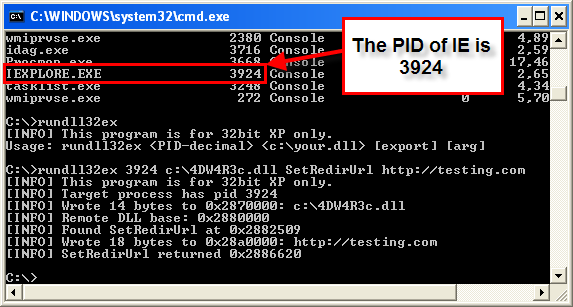 C:\WINDOWS\system32\cmd.exe
wmiprvse.exe 2380 Console 0 4,89
idag.exe 3716 Console 2,59
Procmon.exe 3668 17,46
IEXPLORE.EXE 3924 Console 2,65
tasklist.exe 3248 Console 4,34
wmiprvse.exe 272 Console 0 5,70
The PID of IE is
3924
C:\>rundll32ex
[INFO] This program is for 32bit XP only.
Usage: rundll32ex <PID-decimal> <c:\your.dll> [export] [arg]
C:\>rundll32ex 3924 c:\4DW4R3c.dll SetRedirUrl http://testing.com
[INFO] This program is for 32bit XP only.
[INFO] Target process has pid 3924
[INFO] Wrote 14 bytes to 0x2870000: c:\4DW4R3c.dll
[INFO] Remote DLL base: 0x2880000
[INFO] Found SetRedirUrl at 0x2882509
[INFO] Wrote 18 bytes to 0x28a0000: http://testing.com
[INFO] SetRedirUrl returned 0x2886620
C:\>